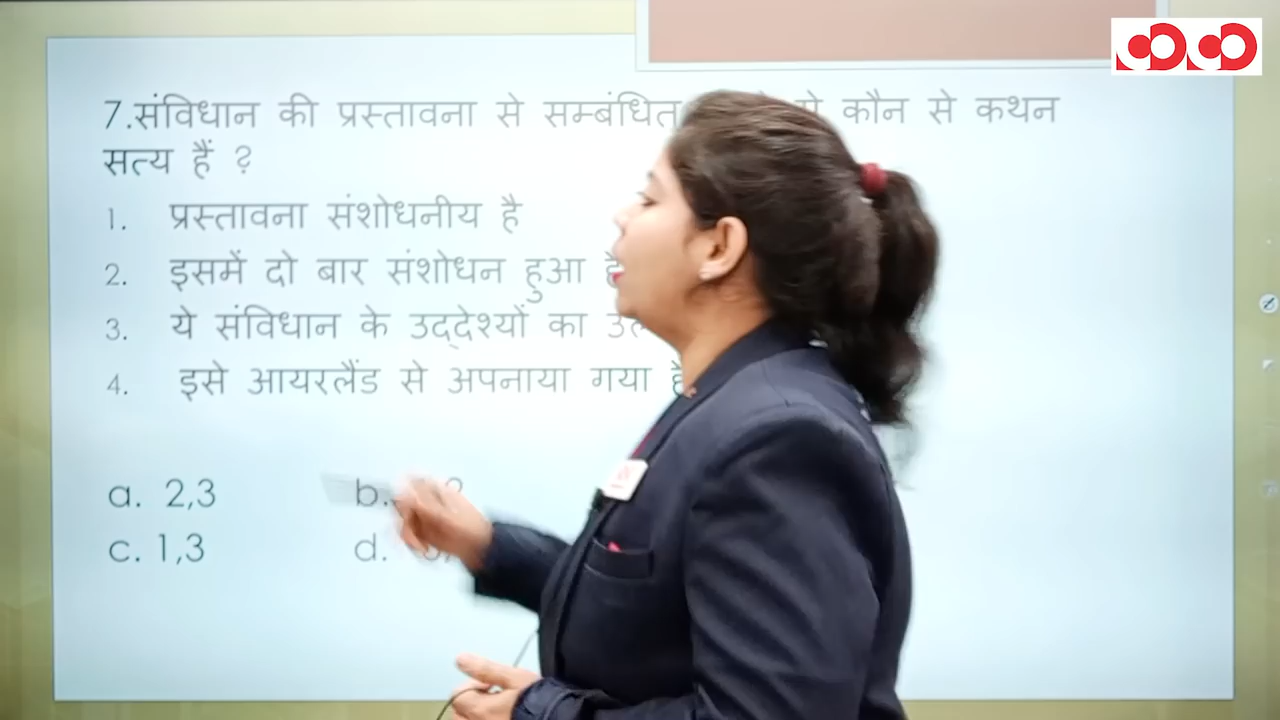 7.संविधान की प्रस्तावना से सम्बंधित कौन से कथन
सत्य हैं ?
1. प्रस्तावना संशोधनीय है
2. इसमें दो बार संशोधन हुआ
3. ये संविधान के उद्देश्यों का
4. इसे आयरलैंड से अपनाया गया है
a. 2,3
b.
c. 1,3
d.